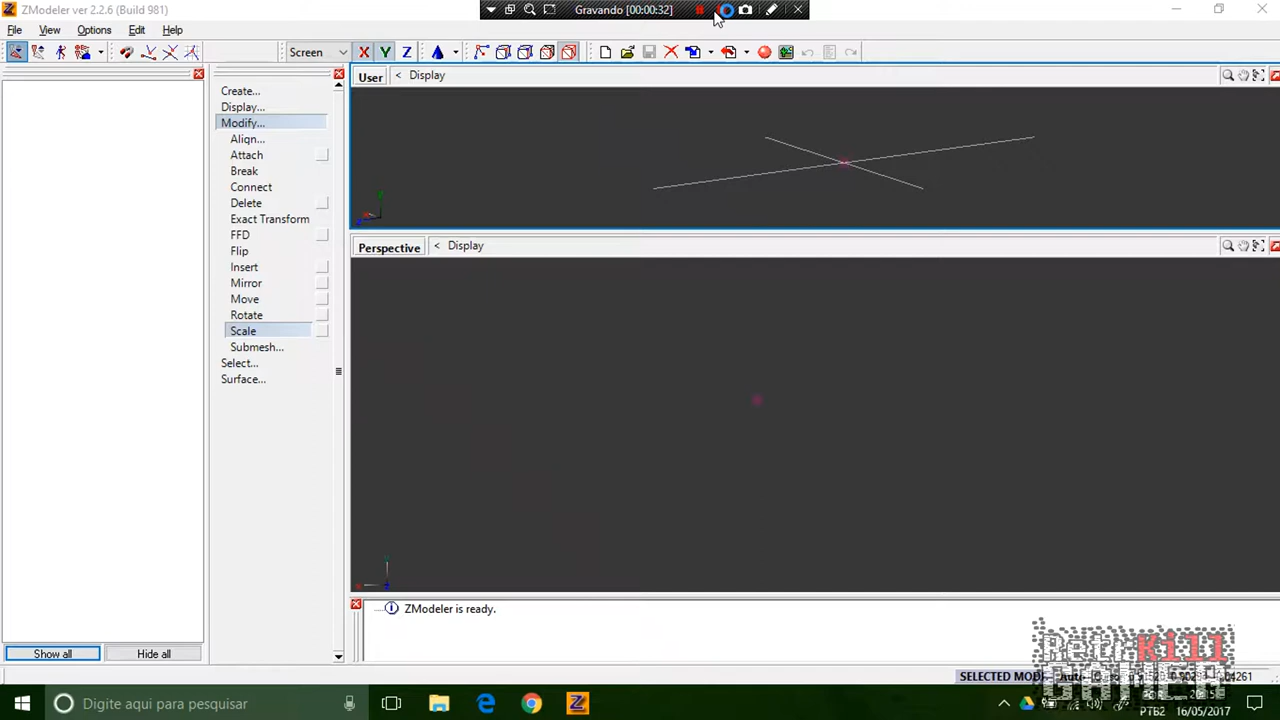 ZModeler ver 2.2.6 (Build 981)
Gravando [00:00:32]
File View Options Help
Screen X Y Z
User < Display
Perspective < Display
Create...
Display...
Modify...
Align...
Attach
Break
Connect
Delete
Exact Transform
FFD
Flip
Insert
Mirror
Move
Rotate
Scale
Submesh...
Select...
Surface...
ZModeler is ready.
Show all Hide all
SELECTED MODE
RetrKill
GAMER
Digite aqui para pesquisar
PTB2 16/05/2017